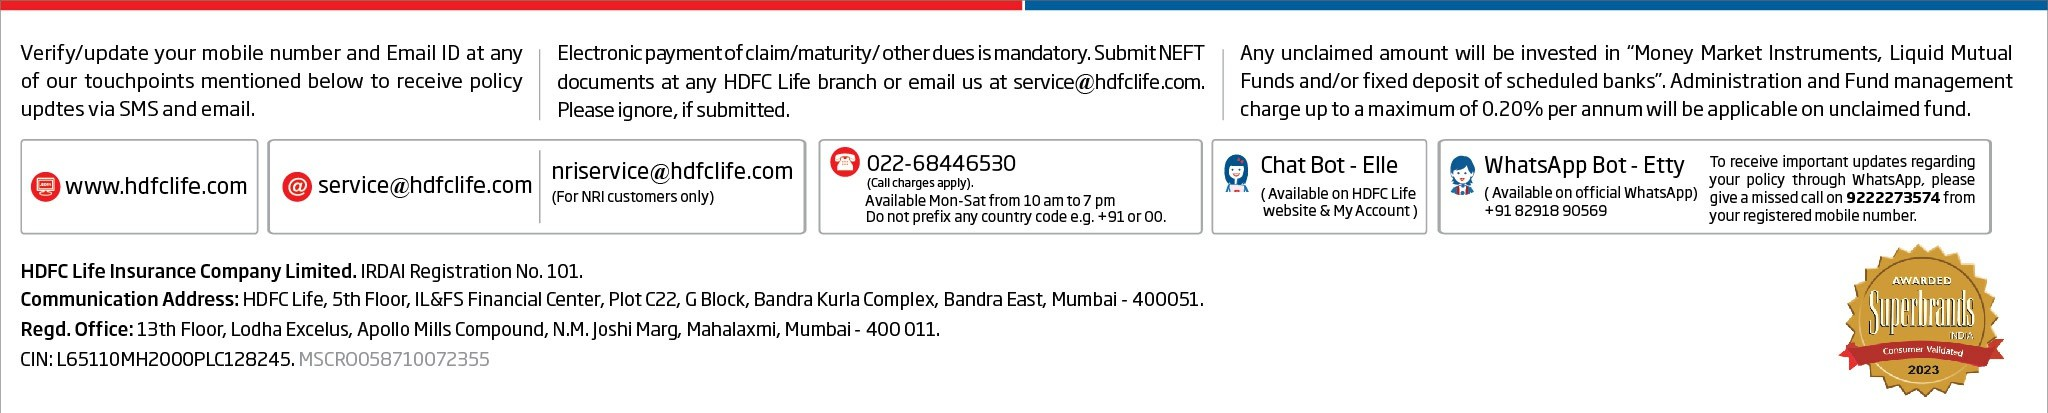 Verify/update your mobile number and Email ID at any
of our touchpoints mentioned below to receive policy
updtes via SMS and email.
Electronic payment of claim/maturity/ other dues is mandatory. Submit NEFT
documents at any HDFC Life branch or email us at service@hdfclife.com.
Please ignore, if submitted.
Any unclaimed amount will be invested in “Money Market Instruments, Liquid Mutual
Funds and/or fixed deposit of scheduled banks”. Administration and Fund management
charge up to a maximum of 0.20% per annum will be applicable on unclaimed fund.
www.hdfclife.com
service@hdfclife.com
nriservice@hdfclife.com
(For NRI customers only)
022-68446530
(Call charges apply).
Available Mon-Sat from 10 am to 7 pm
Do not prefix any country code e.g. +91 or 00.
Chat Bot - Elle
( Available on HDFC Life
website & My Account )
WhatsApp Bot - Etty
( Available on official WhatsApp)
+91 82918 90569
To receive important updates regarding
your policy through WhatsApp, please
give a missed call on 9222273574 from
your registered mobile number.
HDFC Life Insurance Company Limited. IRDAI Registration No. 101.
Communication Address: HDFC Life, 5th Floor, IL&FS Financial Center, Plot C22, G Block, Bandra Kurla Complex, Bandra East, Mumbai - 400051.
Regd. Office: 13th Floor, Lodha Excelus, Apollo Mills Compound, N.M. Joshi Marg, Mahalaxmi, Mumbai - 400 011.
CIN: L65110MH2000PLC128245. MSCRO058710072355
AWARDED
Superbrands
INDIA
Consumer Validated
2023